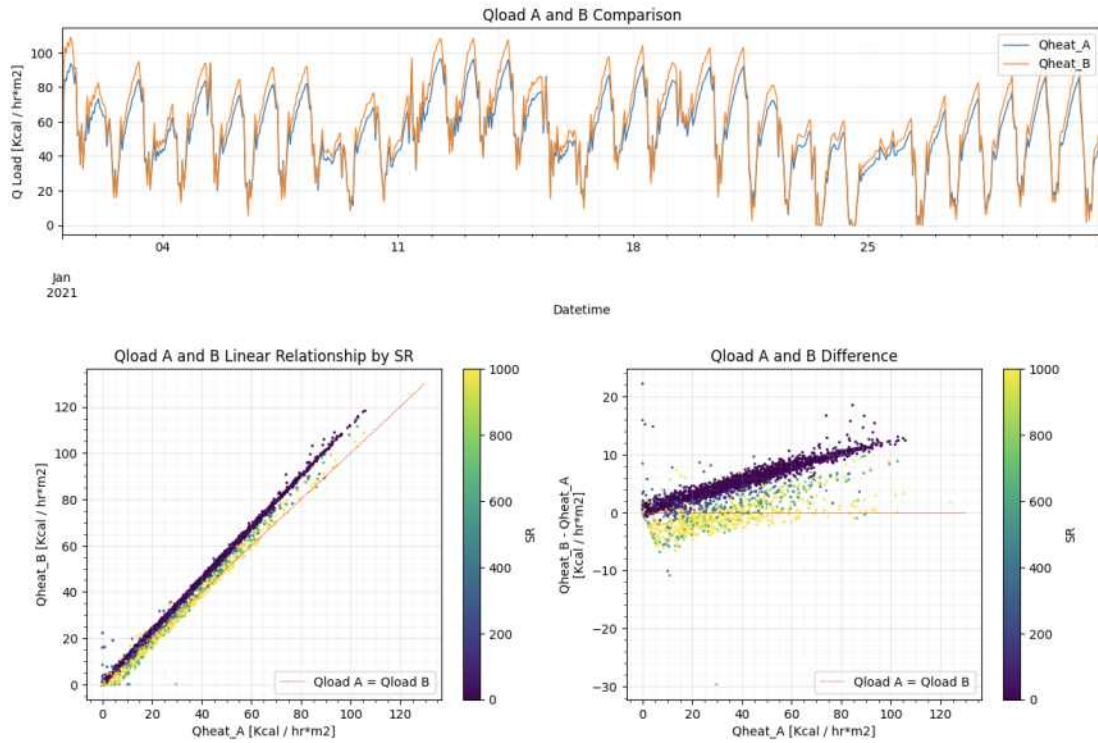 Qload A and B Comparison
Q Load [Kcal / hr*m2]
100
80
60
40
20
0
Qheat_A
Qheat_B
04
11
18
25
Jan
2021
Datetime
Qload A and B Linear Relationship by SR
Qheat_B [Kcal / hr*m2]
120
100
80
60
40
20
0
Qload A = Qload B
0
20
40
60
80
100
120
Qheat_A [Kcal / hr*m2]
1000
800
600
400
200
0
SR
Qload A and B Difference
Qheat_B - Qheat_A
[Kcal / hr*m2]
20
10
0
−10
−20
−30
Qload A = Qload B
0
20
40
60
80
100
120
Qheat_A [Kcal / hr*m2]
1000
800
600
400
200
0
SR